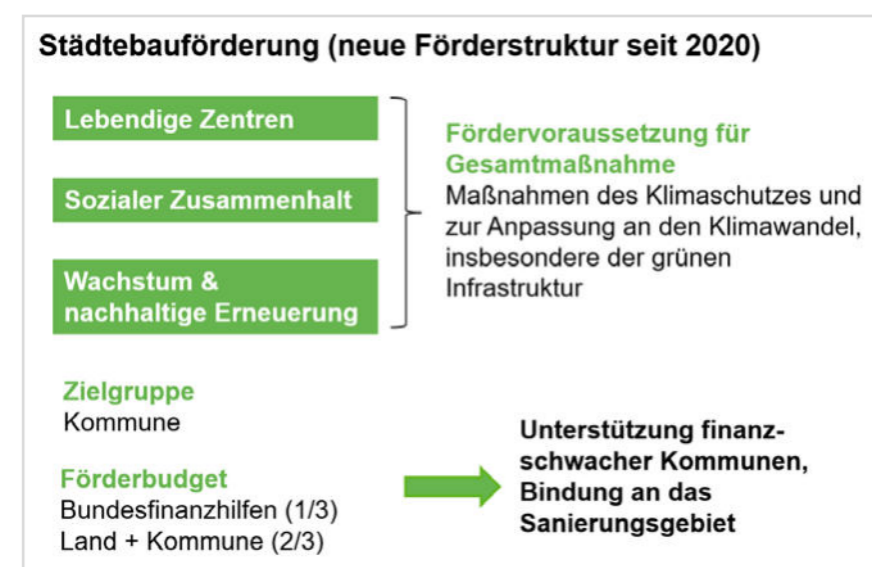 Städtebauförderung (neue Förderstruktur seit 2020)
Lebendige Zentren
Sozialer Zusammenhalt
Wachstum &
nachhaltige Erneuerung
Fördervoraussetzung für
Gesamtmaßnahme
Maßnahmen des Klimaschutzes und
zur Anpassung an den Klimawandel,
insbesondere der grünen
Infrastruktur
Zielgruppe
Kommune
Förderbudget
Bundesfinanzhilfen (1/3)
Land + Kommune (2/3)
Unterstützung finanz-
schwacher Kommunen,
Bindung an das
Sanierungsgebiet